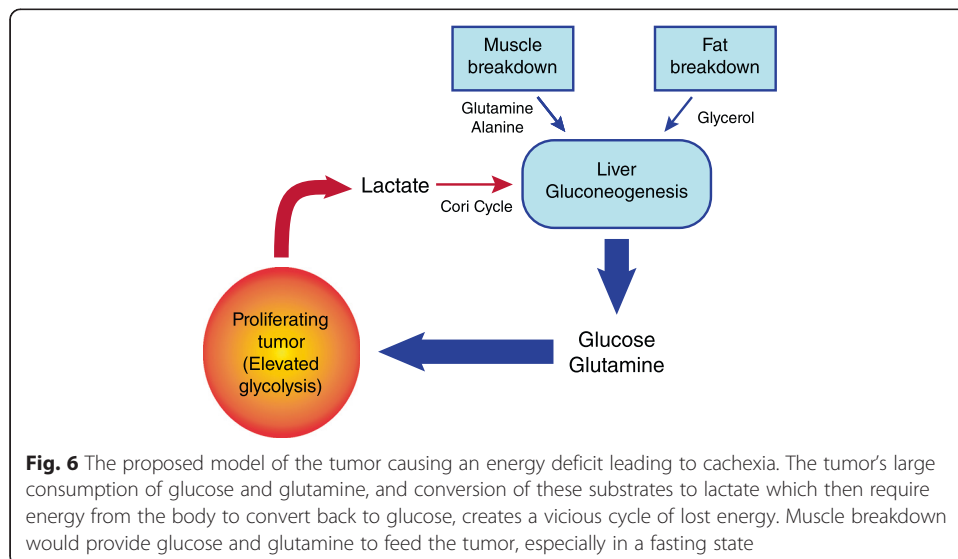 Muscle
breakdown
Fat
breakdown
Glutamine
Alanine
Glycerol
Liver
Gluconeogenesis
Lactate
Cori Cycle
Proliferating
tumor
(Elevated
glycolysis)
Glucose
Glutamine
Fig. 6 The proposed model of the tumor causing an energy deficit leading to cachexia. The tumor's large
consumption of glucose and glutamine, and conversion of these substrates to lactate which then require
energy from the body to convert back to glucose, creates a vicious cycle of lost energy. Muscle breakdown
would provide glucose and glutamine to feed the tumor, especially in a fasting state